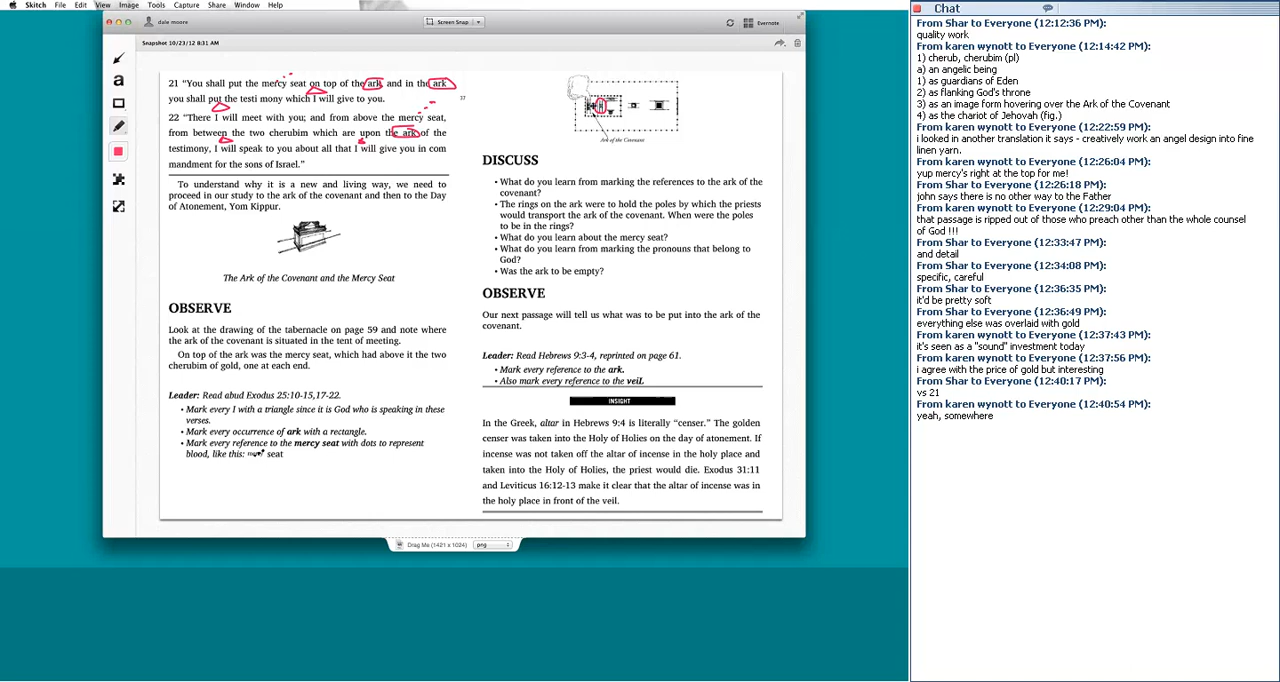 Skitch File Edit View Image Tools Capture Share Window Help
dale moore
Screen Snap
Evernote
Snapshot 10/23/12 8:31 AM
21 “You shall put the mercy seat on top of the ark, and in the ark
you shall put the testi mony which I will give to you.
37
22 “There I will meet with you; and from above the mercy seat,
from between the two cherubim which are upon the ark of the
testimony, I will speak to you about all that I will give you in com
mandment for the sons of Israel.”
To understand why it is a new and living way, we need to
proceed in our study to the ark of the covenant and then to the Day
of Atonement, Yom Kippur.
The Ark of the Covenant and the Mercy Seat
OBSERVE
Look at the drawing of the tabernacle on page 59 and note where
the ark of the covenant is situated in the tent of meeting.
On top of the ark was the mercy seat, which had above it the two
cherubim of gold, one at each end.
Leader: Read abud Exodus 25:10-15,17-22.
• Mark every I with a triangle since it is God who is speaking in these
verses.
• Mark every occurrence of ark with a rectangle.
• Mark every reference to the mercy seat with dots to represent
blood, like this: mercy seat
Ark of the Covenant
DISCUSS
• What do you learn from marking the references to the ark of the
covenant?
• The rings on the ark were to hold the poles by which the priests
would transport the ark of the covenant. When were the poles
to be in the rings?
• What do you learn about the mercy seat?
• What do you learn from marking the pronouns that belong to
God?
• Was the ark to be empty?
OBSERVE
Our next passage will tell us what was to be put into the ark of the
covenant.
Leader: Read Hebrews 9:3-4, reprinted on page 61.
• Mark every reference to the ark.
• Also mark every reference to the veil.
INSIGHT
In the Greek, altar in Hebrews 9:4 is literally “censer.” The golden
censer was taken into the Holy of Holies on the day of atonement. If
incense was not taken off the altar of incense in the holy place and
taken into the Holy of Holies, the priest would die. Exodus 31:11
and Leviticus 16:12-13 make it clear that the altar of incense was in
the holy place in front of the veil.
Drag Me (1421 x 1024) png
Chat
From Shar to Everyone (12:12:36 PM):
quality work
From karen wynott to Everyone (12:14:42 PM):
1) cherub, cherubim (pl)
a) an angelic being
1) as guardians of Eden
2) as flanking God's throne
3) as an image form hovering over the Ark of the Covenant
4) as the chariot of Jehovah (fig.)
From karen wynott to Everyone (12:22:59 PM):
i looked in another translation it says - creatively work an angel design into fine
linen yarn.
From karen wynott to Everyone (12:26:04 PM):
yup mercy's right at the top for me!
From Shar to Everyone (12:26:18 PM):
john says there is no other way to the Father
From karen wynott to Everyone (12:29:04 PM):
that passage is ripped out of those who preach other than the whole counsel
of God !!!
From Shar to Everyone (12:33:47 PM):
and detail
From Shar to Everyone (12:34:08 PM):
specific, careful
From Shar to Everyone (12:36:35 PM):
it'd be pretty soft
From Shar to Everyone (12:36:49 PM):
everything else was overlaid with gold
From Shar to Everyone (12:37:43 PM):
it's seen as a "sound" investment today
From Shar to Everyone (12:37:56 PM):
i agree with the price of gold but interesting
From Shar to Everyone (12:40:17 PM):
vs 21
From karen wynott to Everyone (12:40:54 PM):
yeah, somewhere